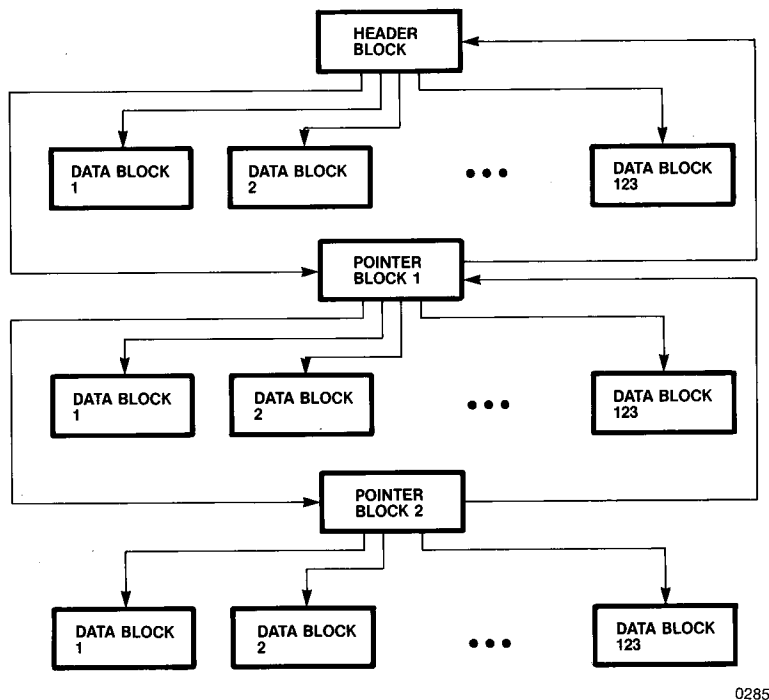 HEADER
BLOCK
DATA BLOCK
1
DATA BLOCK
2
DATA BLOCK
123
POINTER
BLOCK 1
DATA BLOCK
1
DATA BLOCK
2
DATA BLOCK
123
POINTER
BLOCK 2
DATA BLOCK
1
DATA BLOCK
2
DATA BLOCK
123
0285